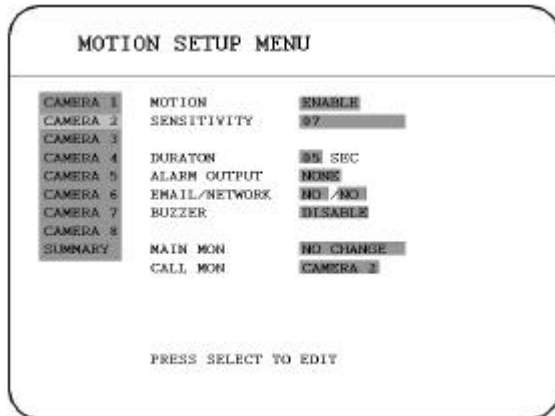 MOTION SETUP MENU
CAMERA 1 MOTION ENABLE
CAMERA 2 SENSITIVITY 07
CAMERA 3
CAMERA 4 DURATON 05 SEC
CAMERA 5 ALARM OUTPUT NONE
CAMERA 6 EMAIL/NETWORK NO /NO
CAMERA 7 BUZZER DISABLE
CAMERA 8
SUMMARY MAIN MON NO CHANGE
CALL MON CAMERA 2
PRESS SELECT TO EDIT